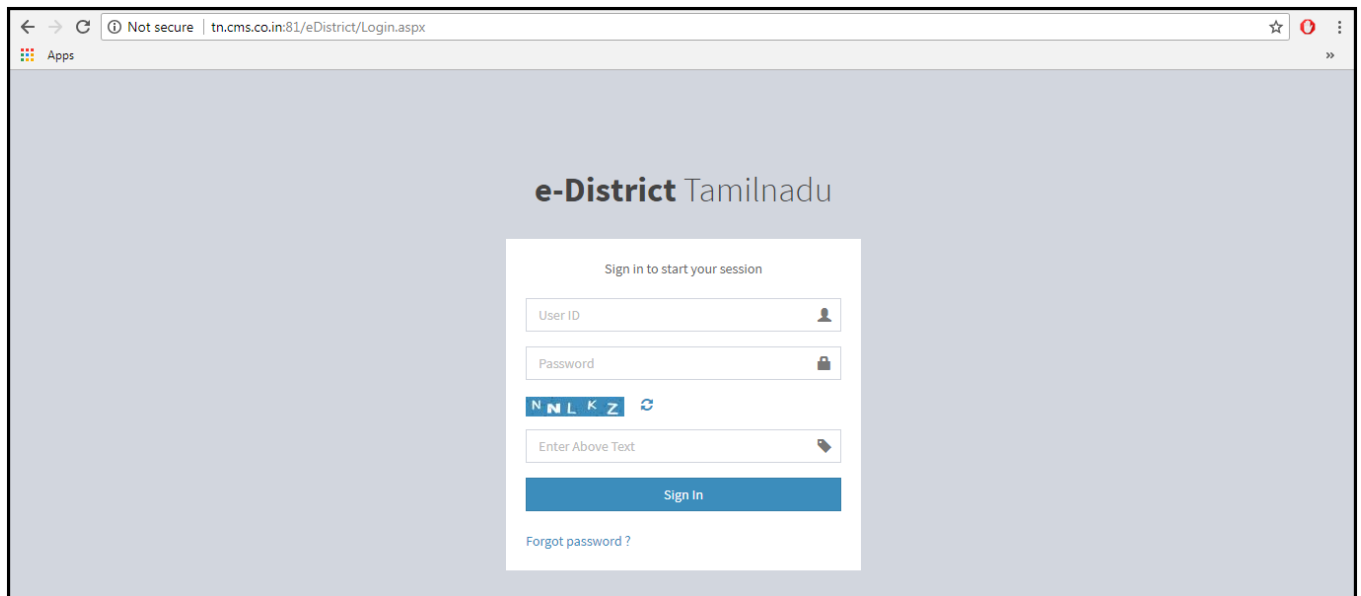 Not secure | tn.cms.co.in:81/eDistrict/Login.aspx
Apps »
e-District Tamilnadu
Sign in to start your session
User ID
Password
N N L K Z
Enter Above Text
Sign In
Forgot password ?